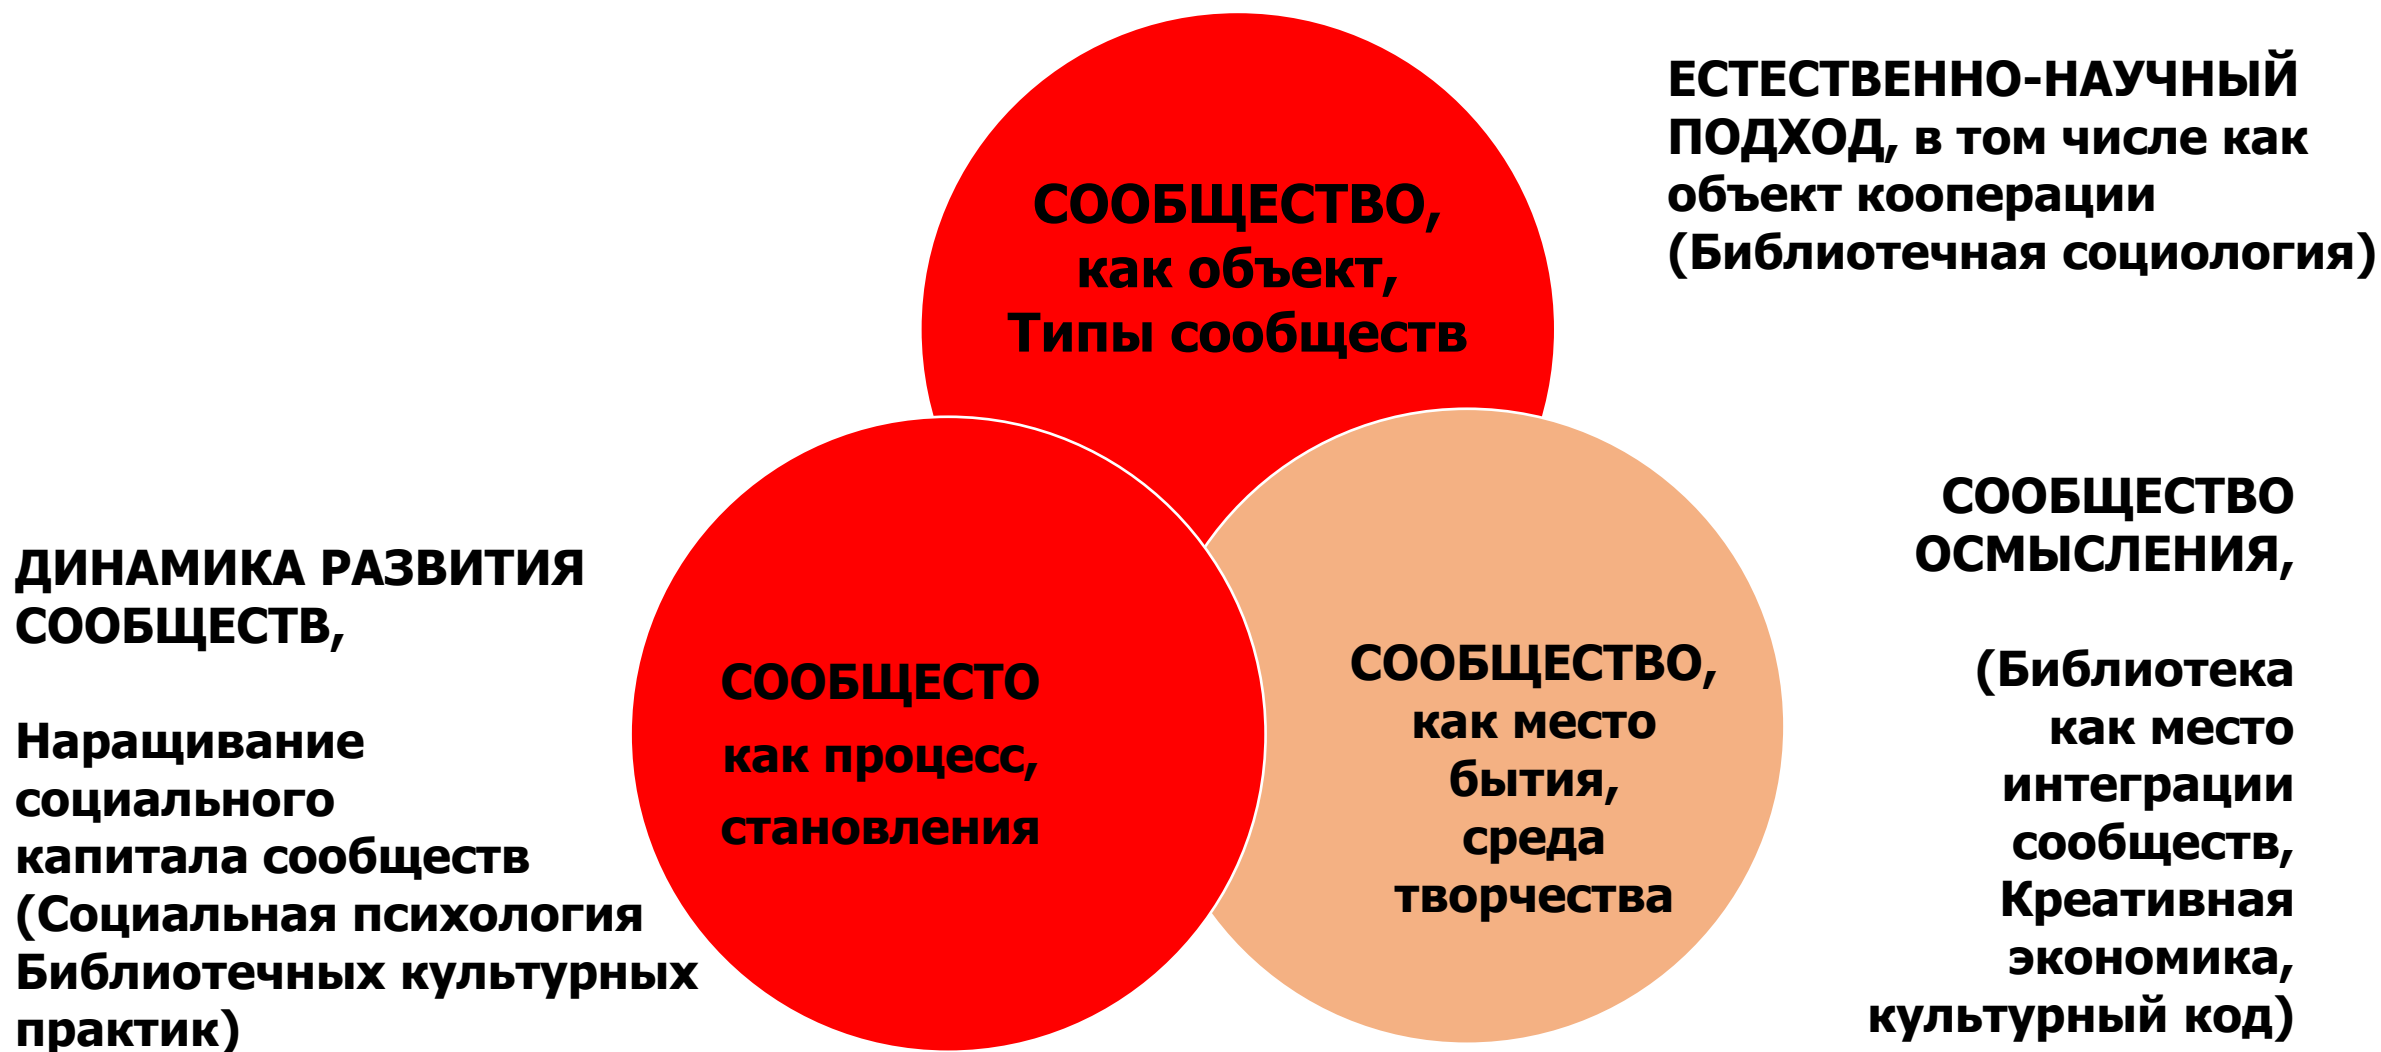 СООБЩЕСТВО,
как объект,
Типы сообществ
ЕСТЕСТВЕННО-НАУЧНЫЙ
ПОДХОД, в том числе как
объект кооперации
(Библиотечная социология)
ДИНАМИКА РАЗВИТИЯ
СООБЩЕСТВ,
Наращивание
социального
капитала сообществ
(Социальная психология
Библиотечных культурных
практик)
СООБЩЕСТО
как процесс,
становления
СООБЩЕСТВО,
как место
бытия,
среда
творчества
СООБЩЕСТВО
ОСМЫСЛЕНИЯ,
(Библиотека
как место
интеграции
сообществ,
Креативная
экономика,
культурный код)